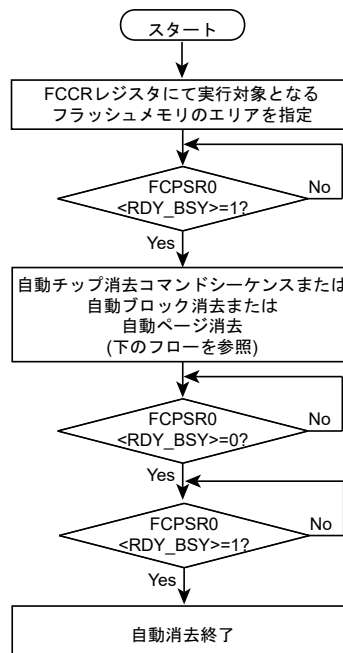 スタート
FCCRレジスタにて実行対象となる
フラッシュメモリのエリアを指定
FCPSR0
<RDY_BSY>=1?
No
Yes
自動チップ消去コマンドシーケンスまたは
自動ブロック消去または
自動ページ消去
(下のフローを参照)
FCPSR0
<RDY_BSY>=0?
No
Yes
FCPSR0
<RDY_BSY>=1?
No
Yes
自動消去終了